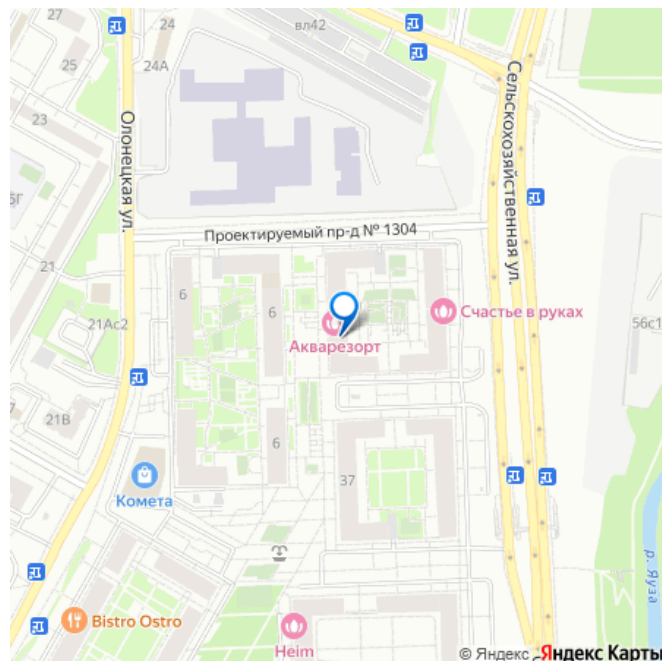 27
24
вл42
25
24А
23
Олонецкая ул.
Сельскохозяйственная ул.
Проектируемый пр-д № 1304
21
6
6
21Ас2
Счастье в руках
56с1
Акварезорт
21В
6
37
Комета
р. Яуза
Bistro Ostro
Heim
© Яндекс Яндекс Карты